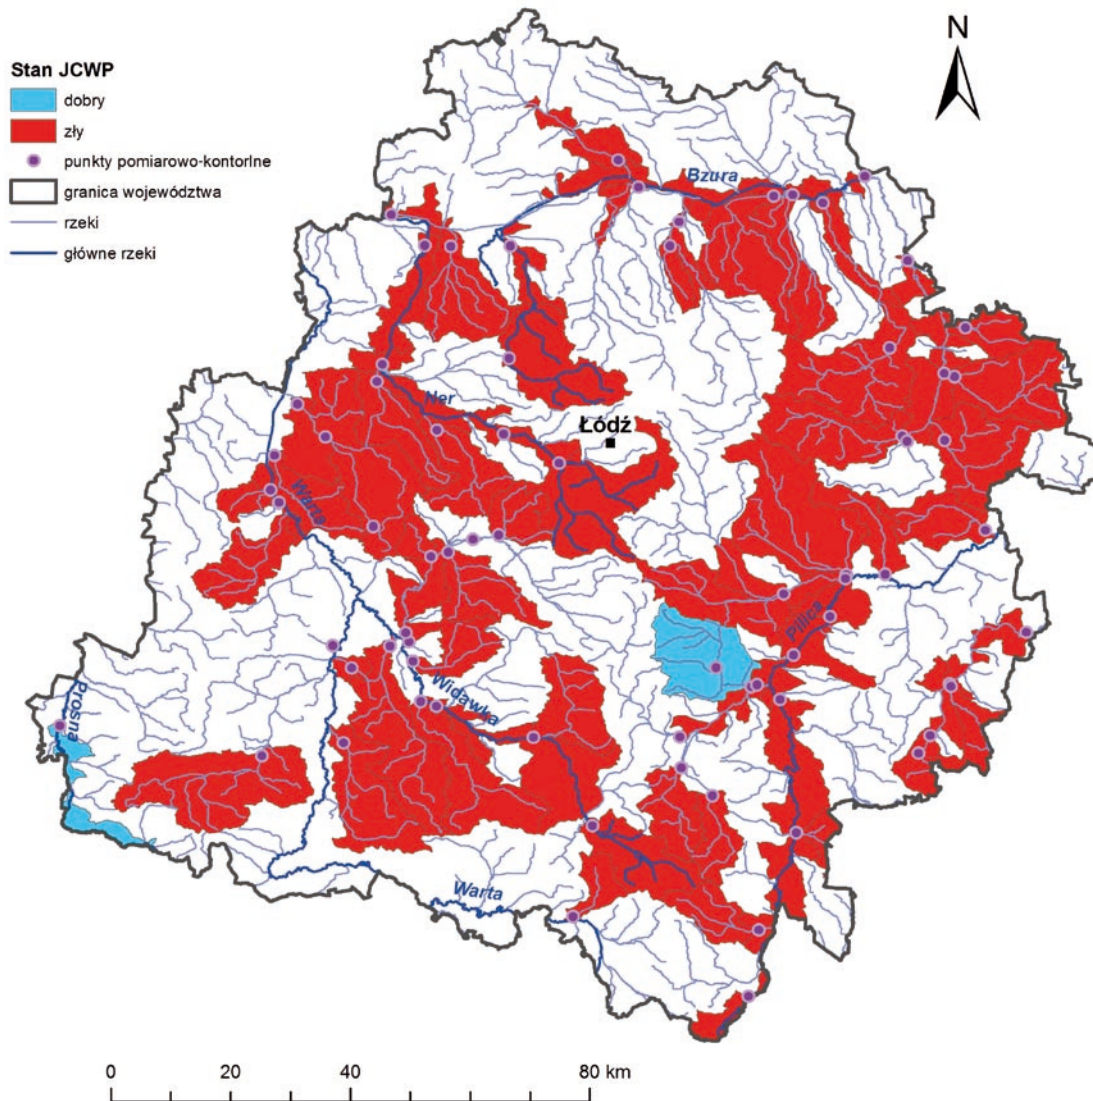 N
Stan JCWP
dobry
zły
punkty pomiarowo-kontorlne
granica województwa
rzeki
główne rzeki
Bzura
Ner
Łódź
Warta
Pilica
Widawka
Prosna
Warta
0 20 40 80 km